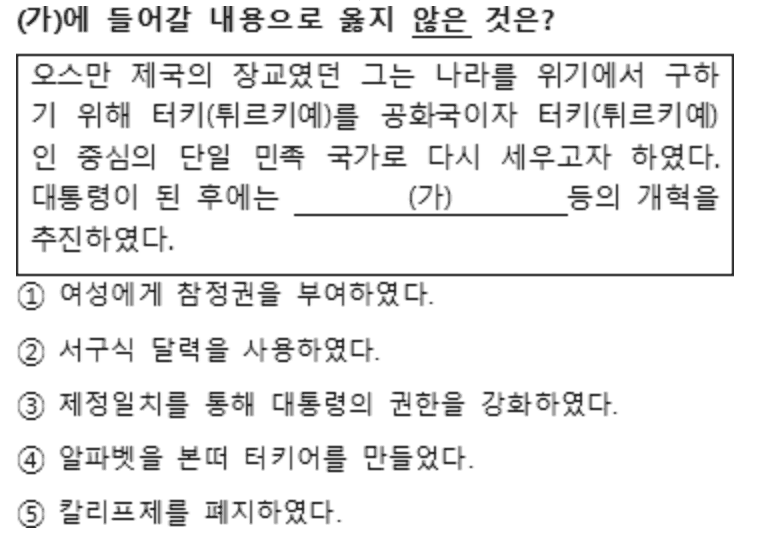 (가)에 들어갈 내용으로 옳지 않은 것은?
오스만 제국의 장교였던 그는 나라를 위기에서 구하
기 위해 터키(튀르키예)를 공화국이자 터키(튀르키예)
인 중심의 단일 민족 국가로 다시 세우고자 하였다.
대통령이 된 후에는 (가) 등의 개혁을
추진하였다.
① 여성에게 참정권을 부여하였다.
② 서구식 달력을 사용하였다.
③ 제정일치를 통해 대통령의 권한을 강화하였다.
④ 알파벳을 본떠 터키어를 만들었다.
⑤ 칼리프제를 폐지하였다.